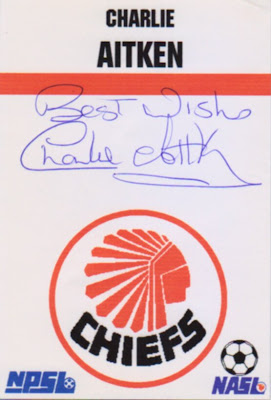 CHARLIE
AITKEN
Best Wishes
Charlie Aitken
CHIEFS
NPSL
NASL